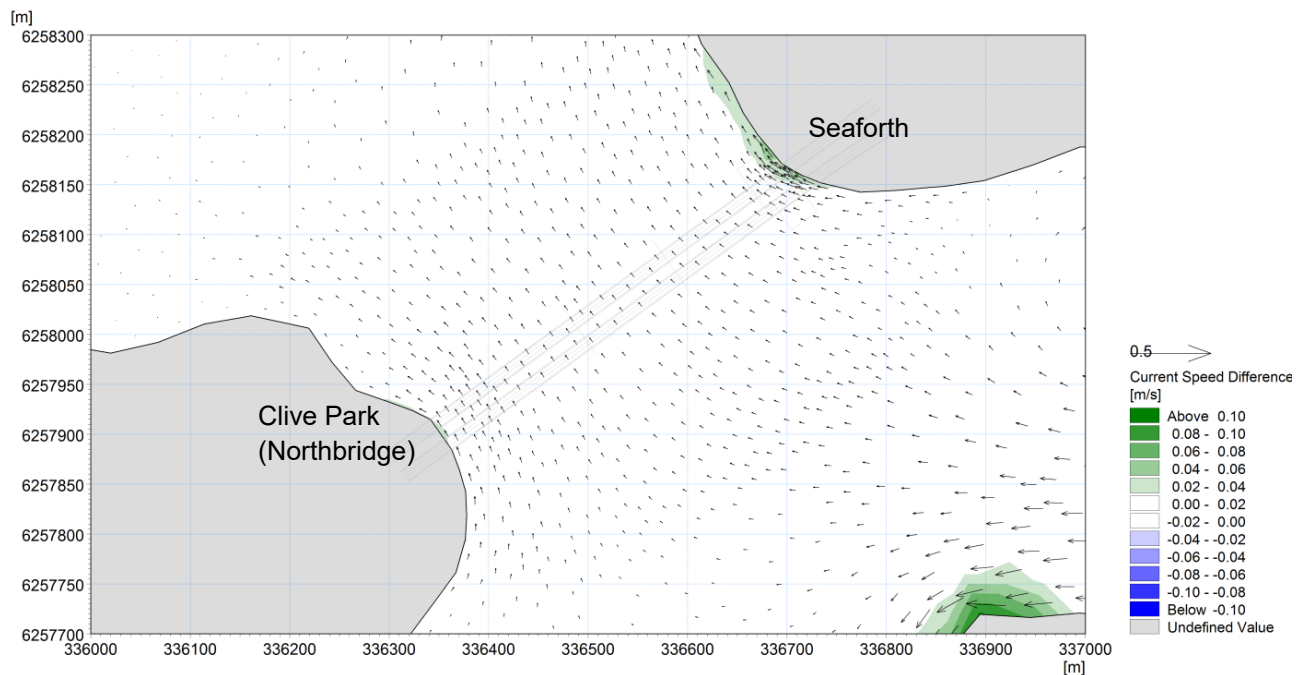 [m]
6258300
6258250
6258200
6258150
6258100
6258050
6258000
6257950
6257900
6257850
6257800
6257750
6257700
Seaforth
Clive Park
(Northbridge)
336000 336100 336200 336300 336400 336500 336600 336700 336800 336900 337000
[m]
0.5
Current Speed Difference
[m/s]
Above 0.10
0.08 - 0.10
0.06 - 0.08
0.04 - 0.06
0.02 - 0.04
0.00 - 0.02
-0.02 - 0.00
-0.04 - -0.02
-0.06 - -0.04
-0.08 - -0.06
-0.10 - -0.08
Below -0.10
Undefined Value